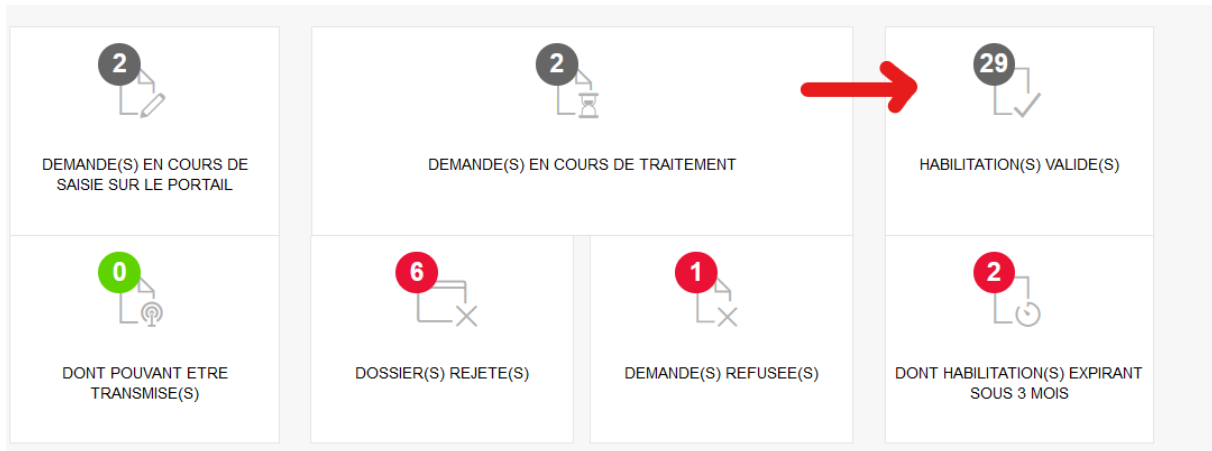 2
DEMANDE(S) EN COURS DE
SAISIE SUR LE PORTAIL
2
DEMANDE(S) EN COURS DE TRAITEMENT
29
HABILITATION(S) VALIDE(S)
0
DONT POUVANT ETRE
TRANSMISE(S)
6
DOSSIER(S) REJETE(S)
1
DEMANDE(S) REFUSEE(S)
2
DONT HABILITATION(S) EXPIRANT
SOUS 3 MOIS